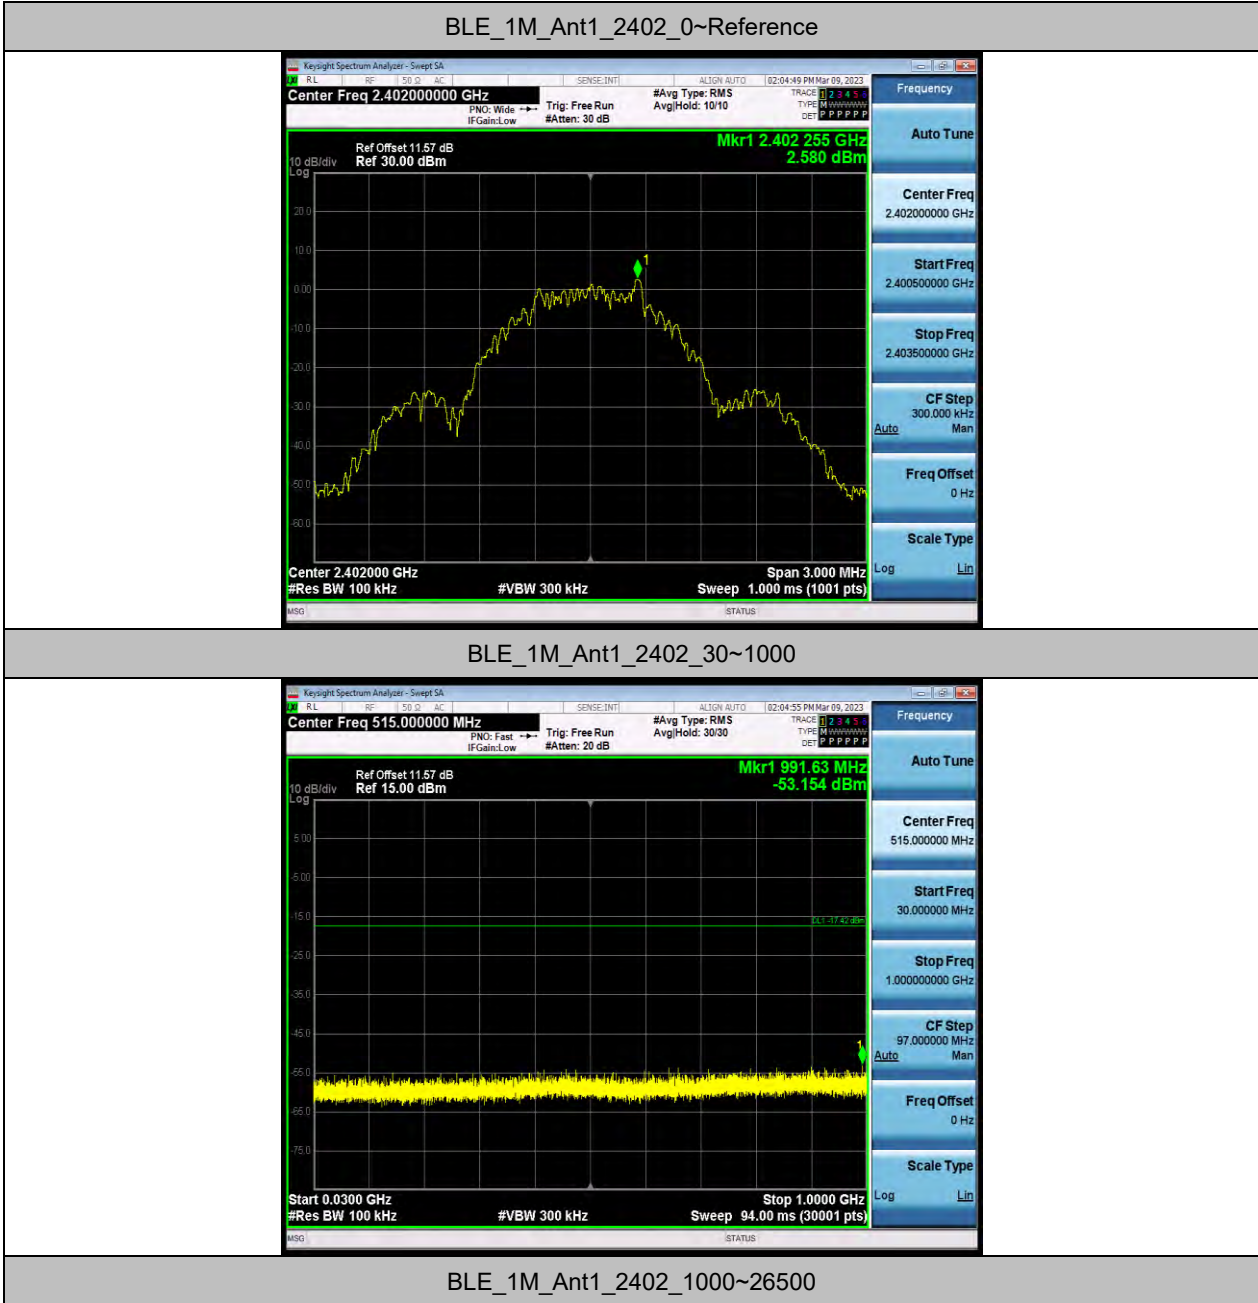 BLE_1M_Ant1_2402_0~Reference
Keysight Spectrum Analyzer - Swept SA
RL RF 50 Ω AC SENSE:INT ALIGN AUTO 02:04:49 PM Mar 09, 2023
Center Freq 2.402000000 GHz
PNO: Wide
IFGain:Low
Trig: Free Run
#Atten: 30 dB
#Avg Type: RMS
Avg|Hold: 10/10
TRACE 1 2 3 4 5 6
TYPE M WWWWW
DET P P P P P P
Mkr1 2.402 255 GHz
2.580 dBm
Ref Offset 11.57 dB
10 dB/div Ref 30.00 dBm
Log
20.0
10.0
0.00
-10.0
-20.0
-30.0
-40.0
-50.0
-60.0
1
Center 2.402000 GHz Span 3.000 MHz
#Res BW 100 kHz #VBW 300 kHz Sweep 1.000 ms (1001 pts)
MSG STATUS
Frequency
Auto Tune
Center Freq
2.402000000 GHz
Start Freq
2.400500000 GHz
Stop Freq
2.403500000 GHz
CF Step
300.000 kHz
Auto Man
Freq Offset
0 Hz
Scale Type
Log Lin
BLE_1M_Ant1_2402_30~1000
Keysight Spectrum Analyzer - Swept SA
RL RF 50 Ω AC SENSE:INT ALIGN AUTO 02:04:55 PM Mar 09, 2023
Center Freq 515.000000 MHz
PNO: Fast
IFGain:Low
Trig: Free Run
#Atten: 20 dB
#Avg Type: RMS
Avg|Hold: 30/30
TRACE 1 2 3 4 5 6
TYPE M WWWWW
DET P P P P P P
Mkr1 991.63 MHz
-53.154 dBm
Ref Offset 11.57 dB
10 dB/div Ref 15.00 dBm
Log
5.00
-5.00
-15.0
-25.0
-35.0
-45.0
-55.0
-66.0
-75.0
DL1 -17.42 dBm
1
Start 0.0300 GHz Stop 1.0000 GHz
#Res BW 100 kHz #VBW 300 kHz Sweep 94.00 ms (30001 pts)
MSG STATUS
Frequency
Auto Tune
Center Freq
515.000000 MHz
Start Freq
30.000000 MHz
Stop Freq
1.000000000 GHz
CF Step
97.000000 MHz
Auto Man
Freq Offset
0 Hz
Scale Type
Log Lin
BLE_1M_Ant1_2402_1000~26500